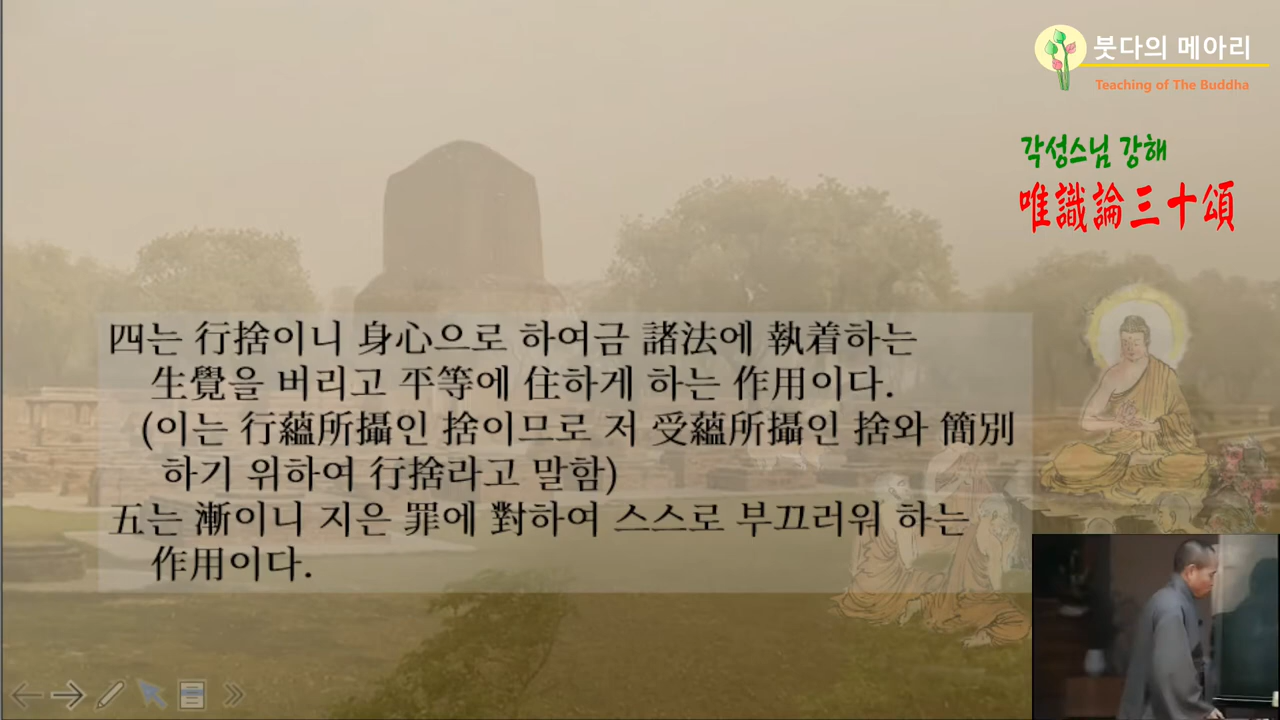 붓다의 메아리
Teaching of The Buddha
각성스님 강해
唯識論三十頌
四는 行捨이니 身心으로 하여금 諸法에 執着하는
生覺을 버리고 平等에 住하게 하는 作用이다.
(이는 行蘊所攝인 捨이므로 저 受蘊所攝인 捨와 簡別
하기 위하여 行捨라고 말함)
五는 漸이니 지은 罪에 對하여 스스로 부끄러워 하는
作用이다.